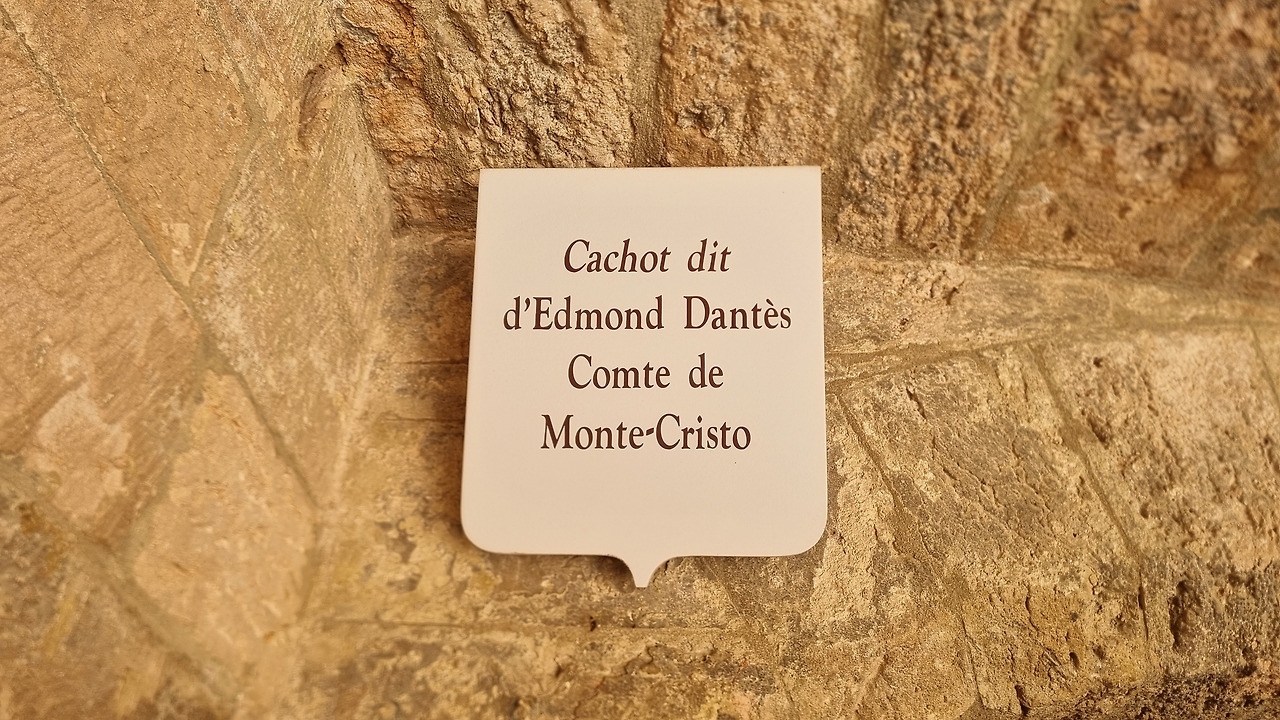 Cachot dit
d'Edmond Dantès
Comte de
Monte-Cristo